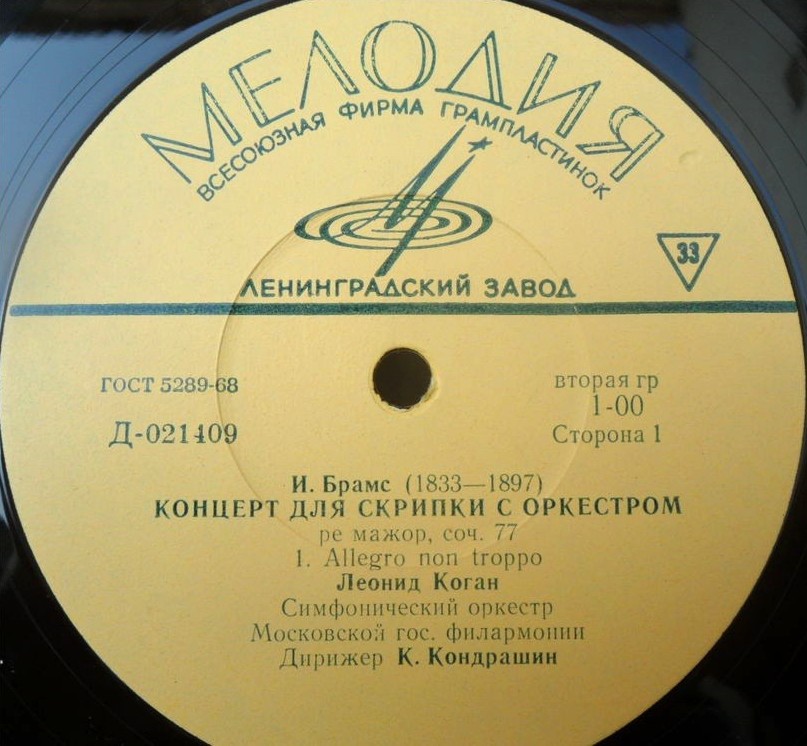 МЕЛОДИЯ
ВСЕСОЮЗНАЯ ФИРМА ГРАМПЛАСТИНОК
ЛЕНИНГРАДСКИЙ ЗАВОД
33
ГОСТ 5289-68
вторая гр
1-00
Д-021409
Сторона 1
И. Брамс (1833—1897)
КОНЦЕРТ ДЛЯ СКРИПКИ С ОРКЕСТРОМ
ре мажор, соч. 77
1. Allegro non troppo
Леонид Коган
Симфонический оркестр
Московской гос. филармонии
Дирижер К. Кондрашин